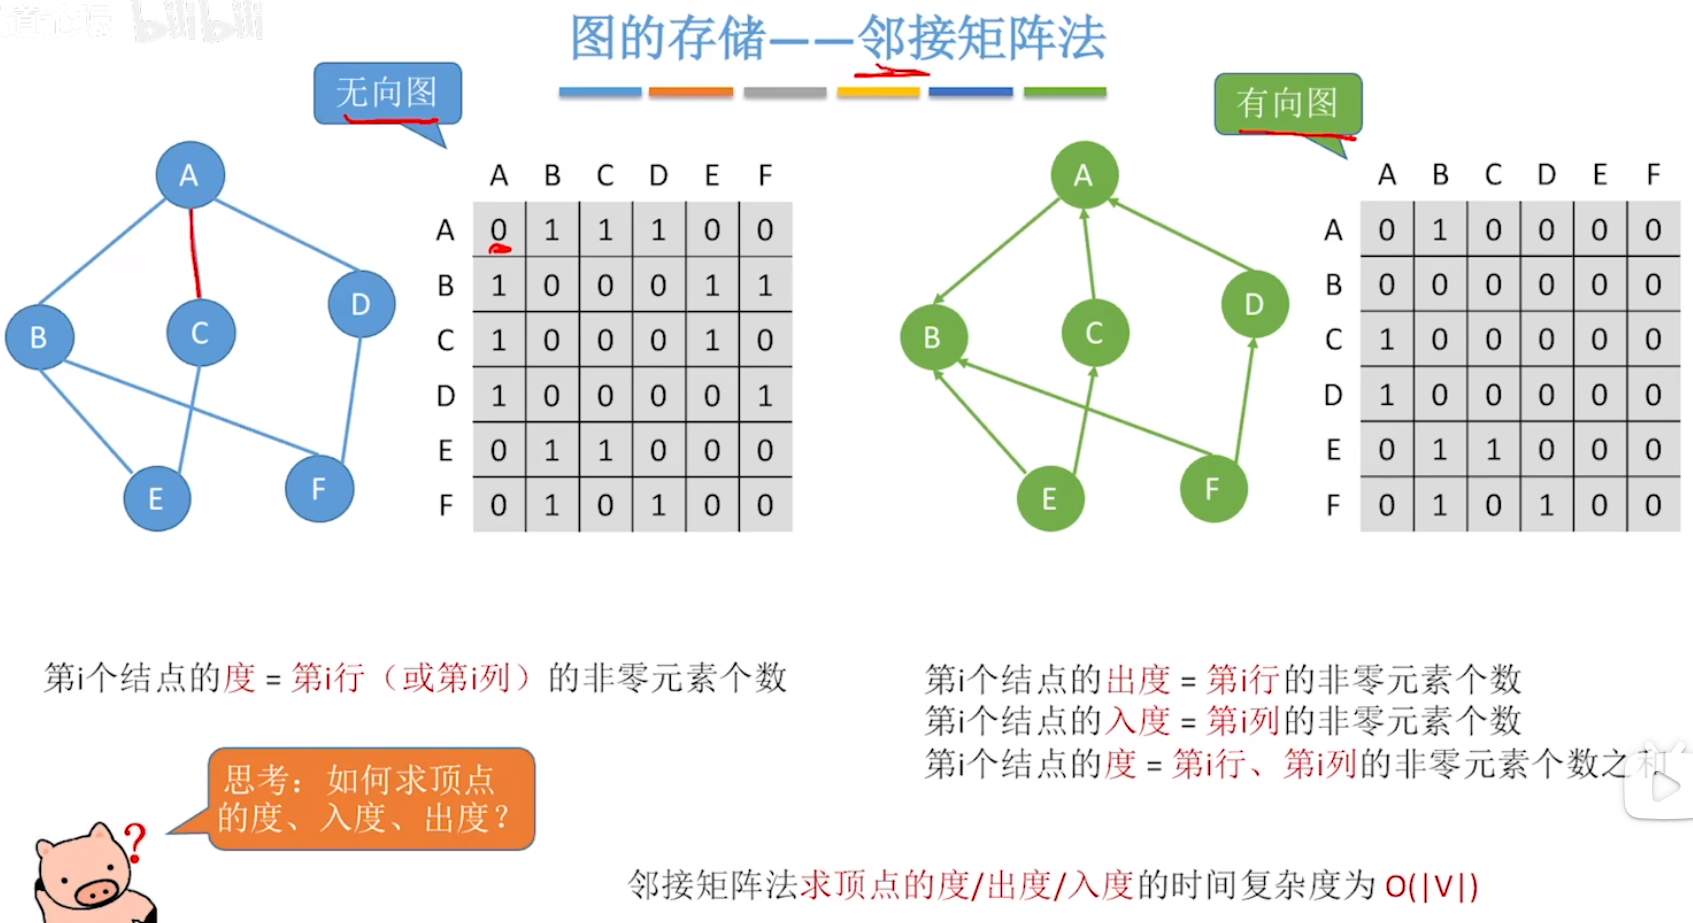 bilibili
图的存储——邻接矩阵法
无向图
A
B
C
D
E
F
A B C D E F
A 0 1 1 1 0 0
B 1 0 0 0 1 1
C 1 0 0 0 1 0
D 1 0 0 0 0 1
E 0 1 1 0 0 0
F 0 1 0 1 0 0
有向图
A
B
C
D
E
F
A B C D E F
A 0 1 0 0 0 0
B 0 0 0 0 0 0
C 1 0 0 0 0 0
D 1 0 0 0 0 0
E 0 1 1 0 0 0
F 0 1 0 1 0 0
第i个结点的度 = 第i行（或第i列）的非零元素个数
第i个结点的出度 = 第i行的非零元素个数
第i个结点的入度 = 第i列的非零元素个数
第i个结点的度 = 第i行、第i列的非零元素个数之和
思考：如何求顶点
的度、入度、出度？
?
邻接矩阵法求顶点的度/出度/入度的时间复杂度为 O(|V|)